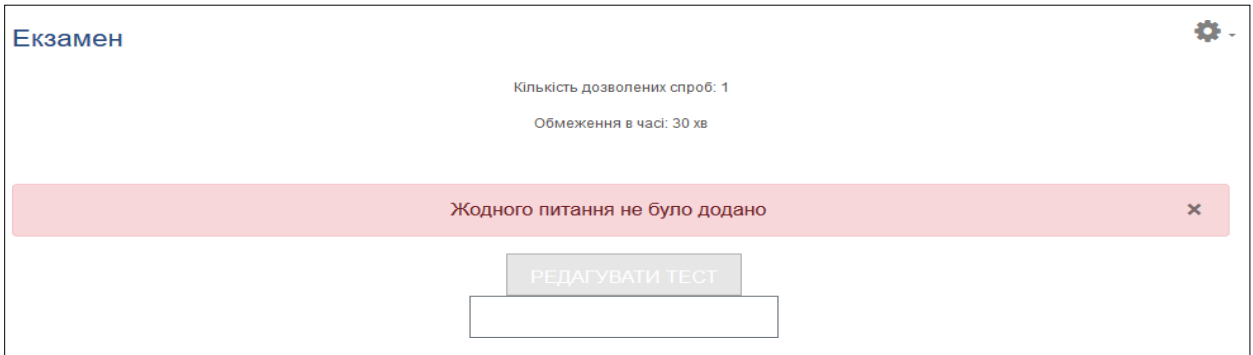 Екзамен
Кількість дозволених спроб: 1
Обмеження в часі: 30 хв
Жодного питання не було додано
РЕДАГУВАТИ ТЕСТ